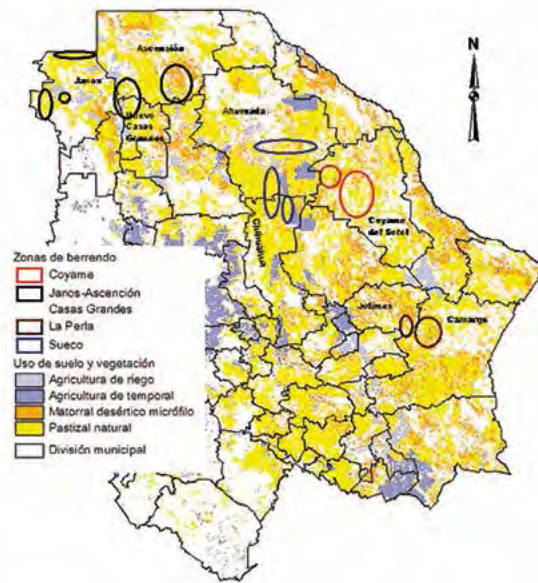 N
Ascensión
Janos
Ahumada
Nuevo
Casas
Grandes
Coyame
del Sotol
Chihuahua
Julimes
Camargo
Zonas de berrendo
Coyame
Janos-Ascención
Casas Grandes
La Perla
Sueco
Uso de suelo y vegetación
Agricultura de riego
Agricultura de temporal
Matorral desértico micrófilo
Pastizal natural
División municipal